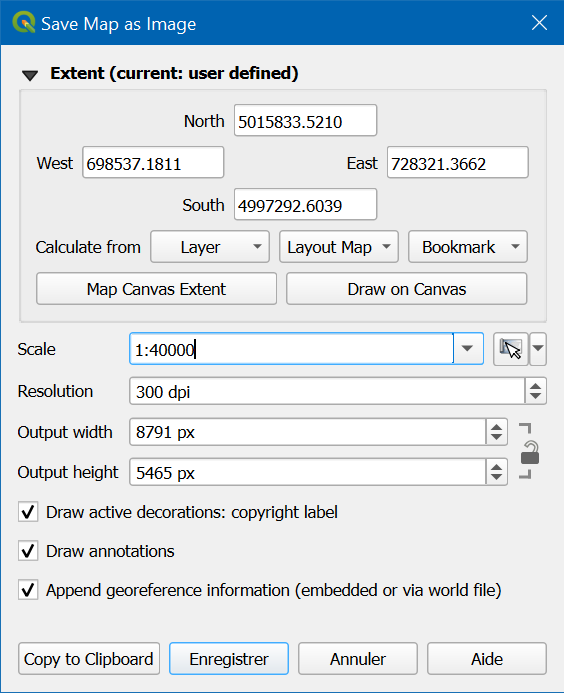 Save Map as Image
Extent (current: user defined)
North 5015833.5210
West 698537.1811 East 728321.3662
South 4997292.6039
Calculate from Layer Layout Map Bookmark
Map Canvas Extent Draw on Canvas
Scale 1:40000
Resolution 300 dpi
Output width 8791 px
Output height 5465 px
Draw active decorations: copyright label
Draw annotations
Append georeference information (embedded or via world file)
Copy to Clipboard Enregistrer Annuler Aide